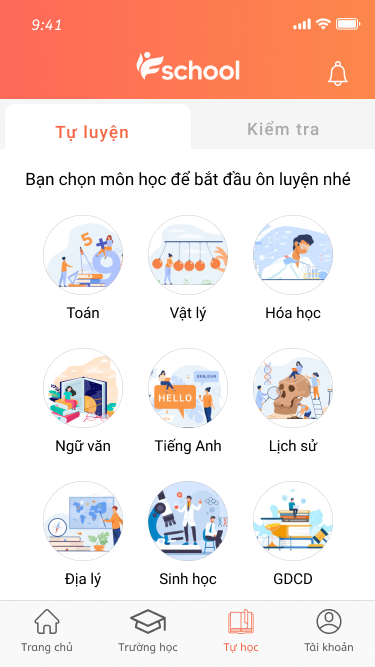 9:41
Fschool
Tự luyện
Kiểm tra
Bạn chọn môn học để bắt đầu ôn luyện nhé
5
Toán
Vật lý
Hóa học
BONJOUR
HELLO
Ngữ văn
Tiếng Anh
Lịch sử
Địa lý
Sinh học
GDCD
Trang chủ
Trường học
Tự học
Tài khoản